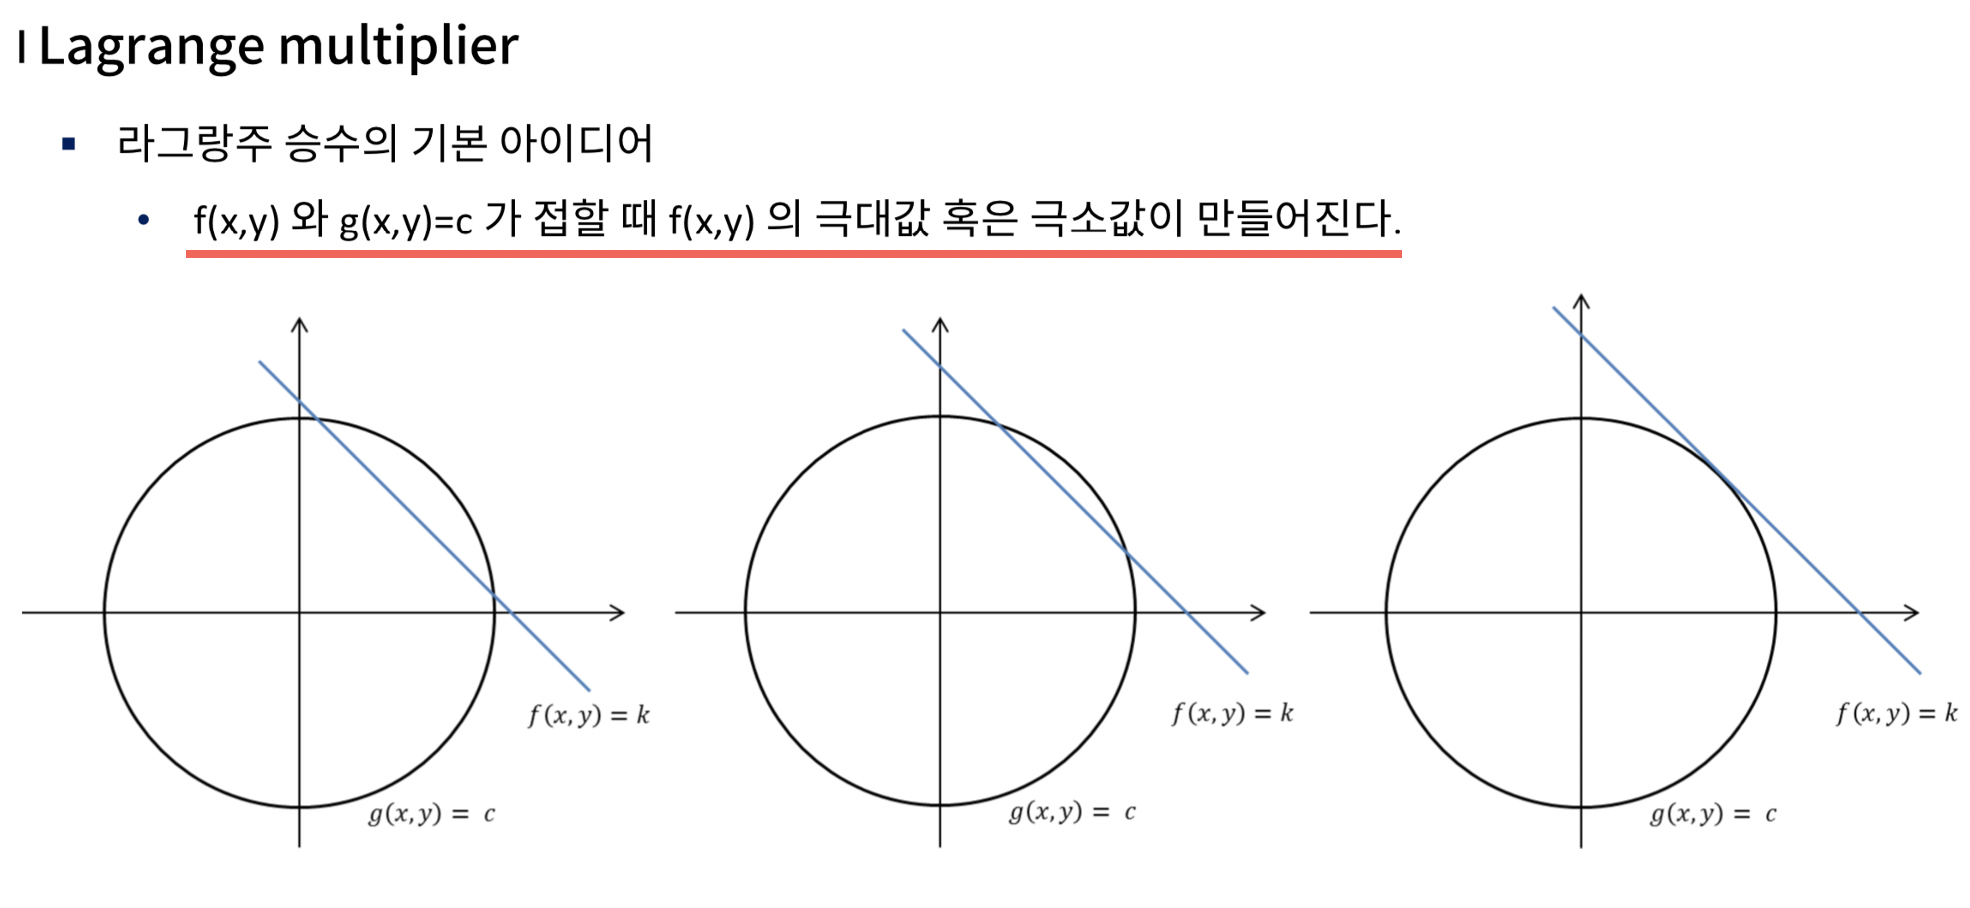 Lagrange multiplier
라그랑주 승수의 기본 아이디어
f(x,y) 와 g(x,y)=c 가 접할 때 f(x,y) 의 극대값 혹은 극소값이 만들어진다.
f(x,y) = k
g(x,y) = c
f(x,y) = k
g(x,y) = c
f(x,y) = k
g(x,y) = c